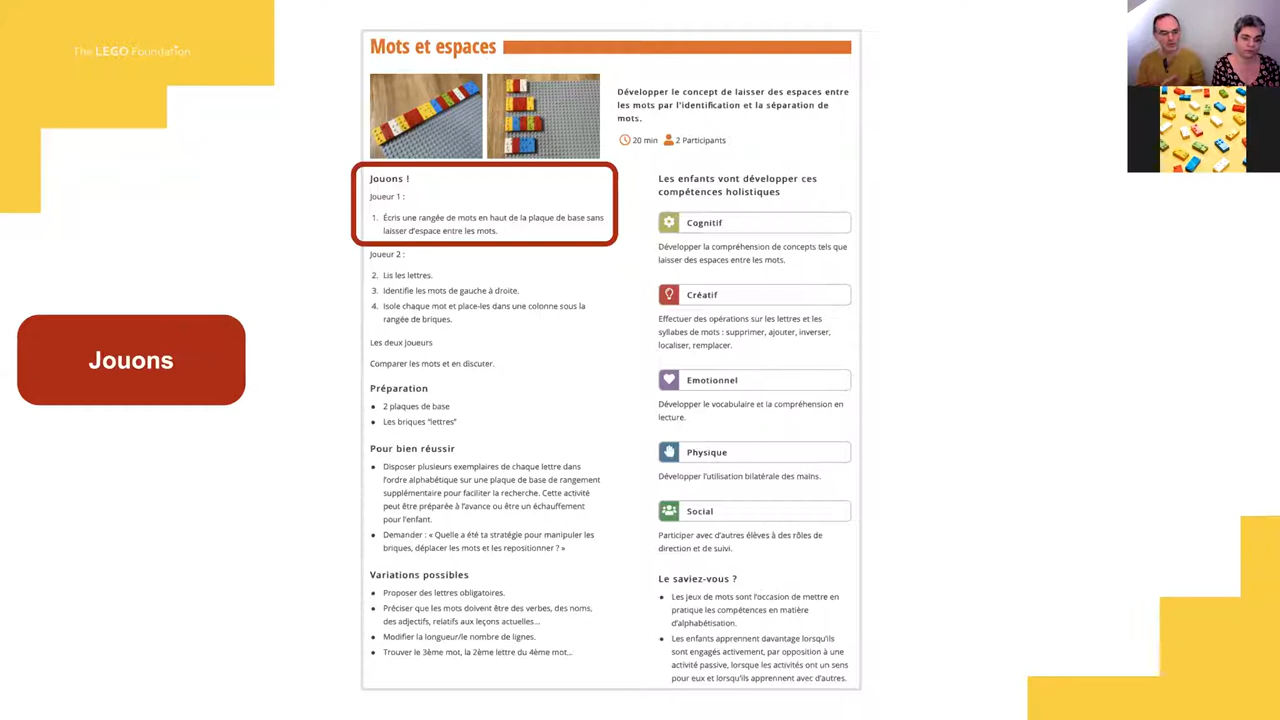 The LEGO Foundation
Jouons
Mots et espaces
Développer le concept de laisser des espaces entre
les mots par l'identification et la séparation de
mots.
20 min 2 Participants
Jouons !
Joueur 1 :
1. Écris une rangée de mots en haut de la plaque de base sans
laisser d'espace entre les mots.
Joueur 2 :
2. Lis les lettres.
3. Identifie les mots de gauche à droite.
4. Isole chaque mot et place-les dans une colonne sous la
rangée de briques.
Les deux joueurs
Comparer les mots et en discuter.
Préparation
• 2 plaques de base
• Les briques "lettres"
Pour bien réussir
• Disposer plusieurs exemplaires de chaque lettre dans
l'ordre alphabétique sur une plaque de base de rangement
supplémentaire pour faciliter la recherche. Cette activité
peut être préparée à l'avance ou être un échauffement
pour l'enfant.
• Demander : « Quelle a été ta stratégie pour manipuler les
briques, déplacer les mots et les repositionner ? »
Variations possibles
• Proposer des lettres obligatoires.
• Préciser que les mots doivent être des verbes, des noms,
des adjectifs, relatifs aux leçons actuelles...
• Modifier la longueur/le nombre de lignes.
• Trouver le 3ème mot, la 2ème lettre du 4ème mot...
Les enfants vont développer ces
compétences holistiques
Cognitif
Développer la compréhension de concepts tels que
laisser des espaces entre les mots.
Créatif
Effectuer des opérations sur les lettres et les
syllabes de mots : supprimer, ajouter, inverser,
localiser, remplacer.
Emotionnel
Développer le vocabulaire et la compréhension en
lecture.
Physique
Développer l'utilisation bilatérale des mains.
Social
Participer avec d'autres élèves à des rôles de
direction et de suivi.
Le saviez-vous ?
• Les jeux de mots sont l'occasion de mettre en
pratique les compétences en matière
d'alphabétisation.
• Les enfants apprennent davantage lorsqu'ils
sont engagés activement, par opposition à une
activité passive, lorsque les activités ont un sens
pour eux et lorsqu'ils apprennent avec d'autres.